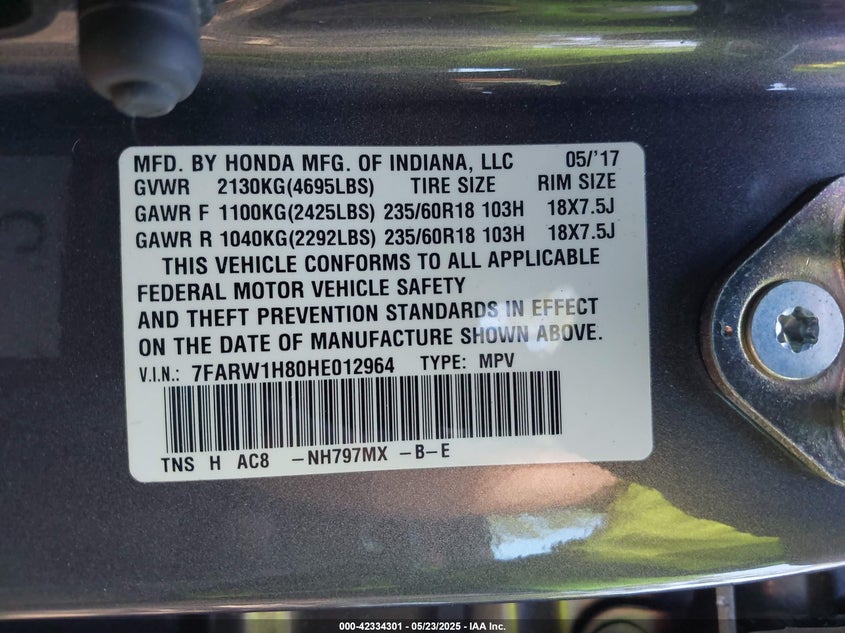 MFD. BY HONDA MFG. OF INDIANA, LLC 05/'17
GVWR 2130KG(4695LBS) TIRE SIZE RIM SIZE
GAWR F 1100KG(2425LBS) 235/60R18 103H 18X7.5J
GAWR R 1040KG(2292LBS) 235/60R18 103H 18X7.5J
THIS VEHICLE CONFORMS TO ALL APPLICABLE
FEDERAL MOTOR VEHICLE SAFETY
AND THEFT PREVENTION STANDARDS IN EFFECT
ON THE DATE OF MANUFACTURE SHOWN ABOVE.
V.I.N.: 7FARW1H80HE012964 TYPE: MPV
TNS H AC8 -NH797MX -B-E
000-42334301 - 05/23/2025 - IAA Inc.